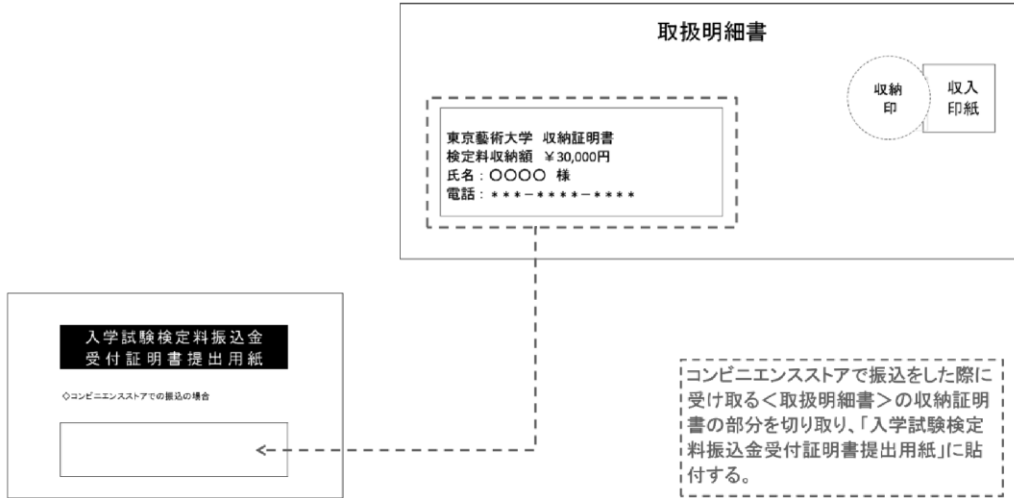 取扱明細書
収納
印
収入
印紙
東京藝術大学 収納証明書
検定料収納額 ￥30,000円
氏名：〇〇〇〇 様
電話：＊＊＊－＊＊＊＊－＊＊＊＊
入学試験検定料振込金
受付証明書提出用紙
◇コンビニエンスストアでの振込の場合
コンビニエンスストアで振込をした際に
受け取る＜取扱明細書＞の収納証明
書の部分を切り取り、「入学試験検定
料振込金受付証明書提出用紙」に貼
付する。